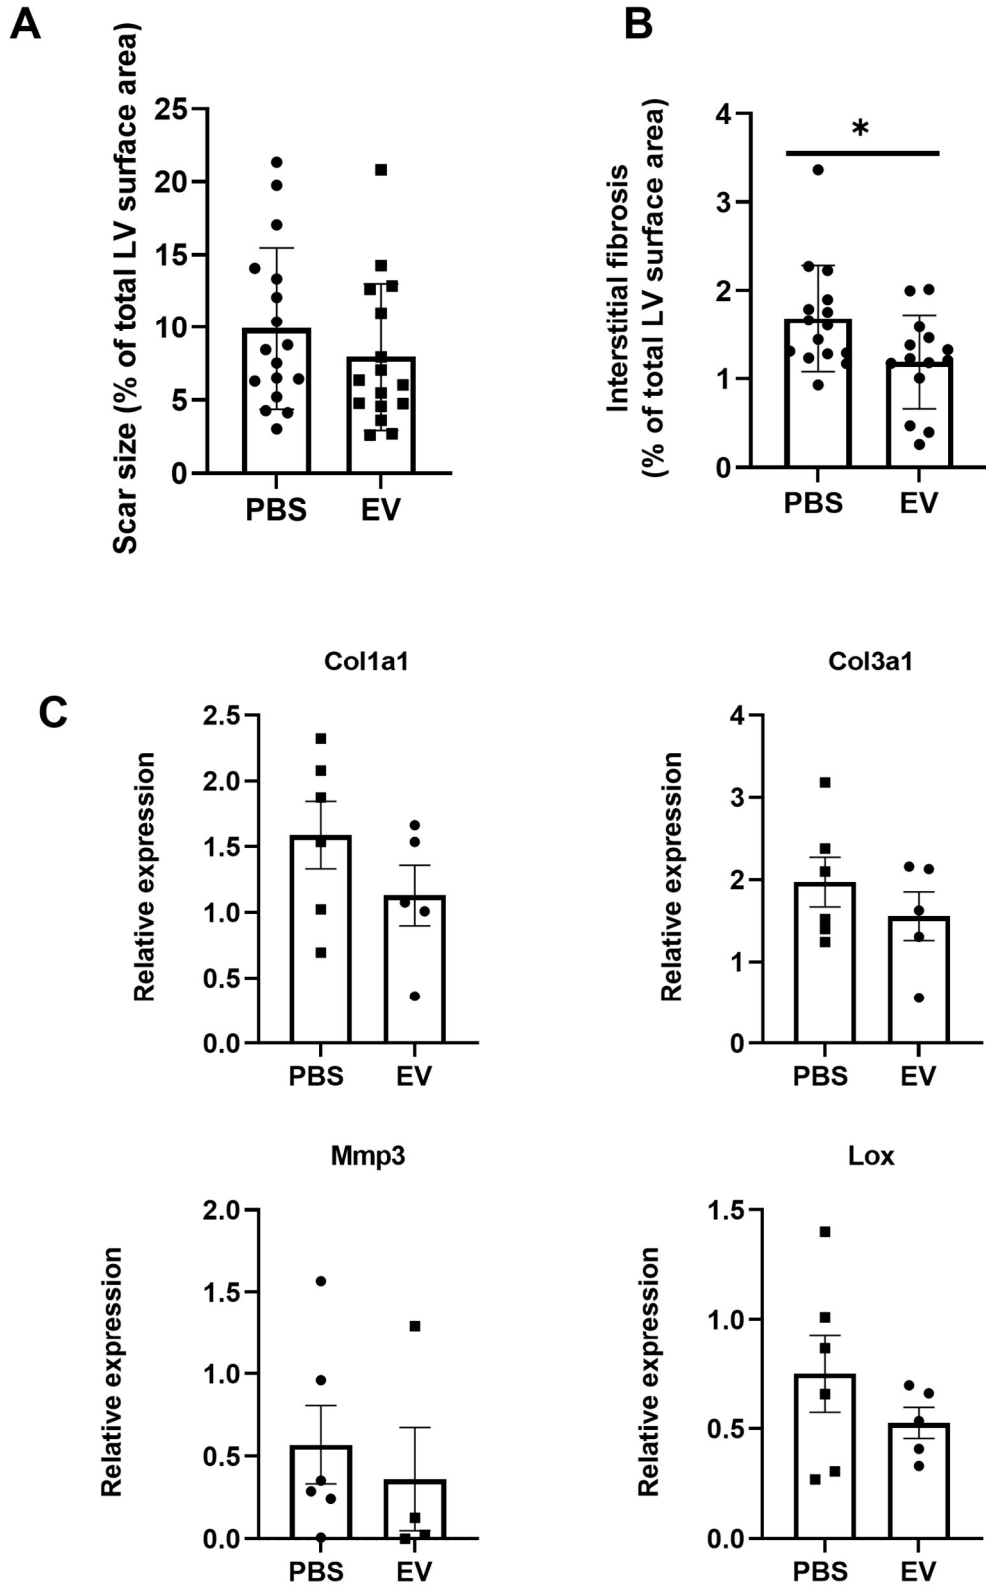 A
Scar size (% of total LV surface area)
25
20
15
10
5
0
PBS
EV
B
Interstitial fibrosis
(% of total LV surface area)
4
3
2
1
0
*
PBS
EV
C
Col1a1
Relative expression
2.5
2.0
1.5
1.0
0.5
0.0
PBS
EV
Col3a1
Relative expression
4
3
2
1
0
PBS
EV
Mmp3
Relative expression
2.0
1.5
1.0
0.5
0.0
PBS
EV
Lox
Relative expression
1.5
1.0
0.5
0.0
PBS
EV